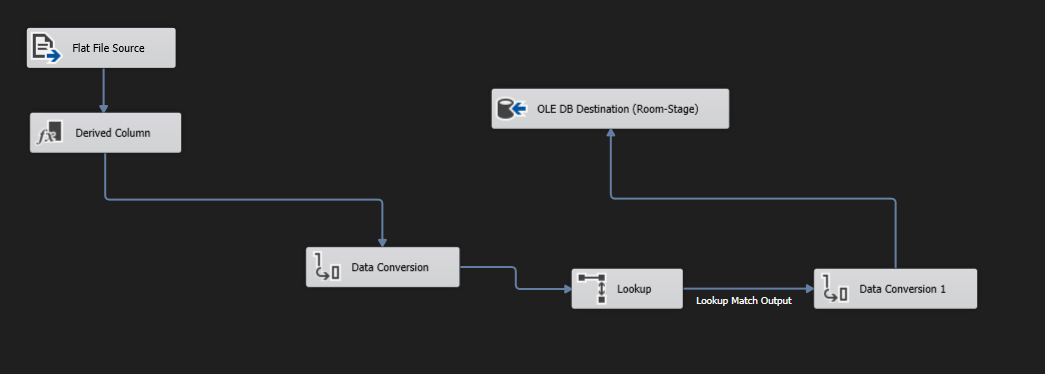 Flat File Source
Derived Column
OLE DB Destination (Room-Stage)
Data Conversion
Lookup
Lookup Match Output
Data Conversion 1